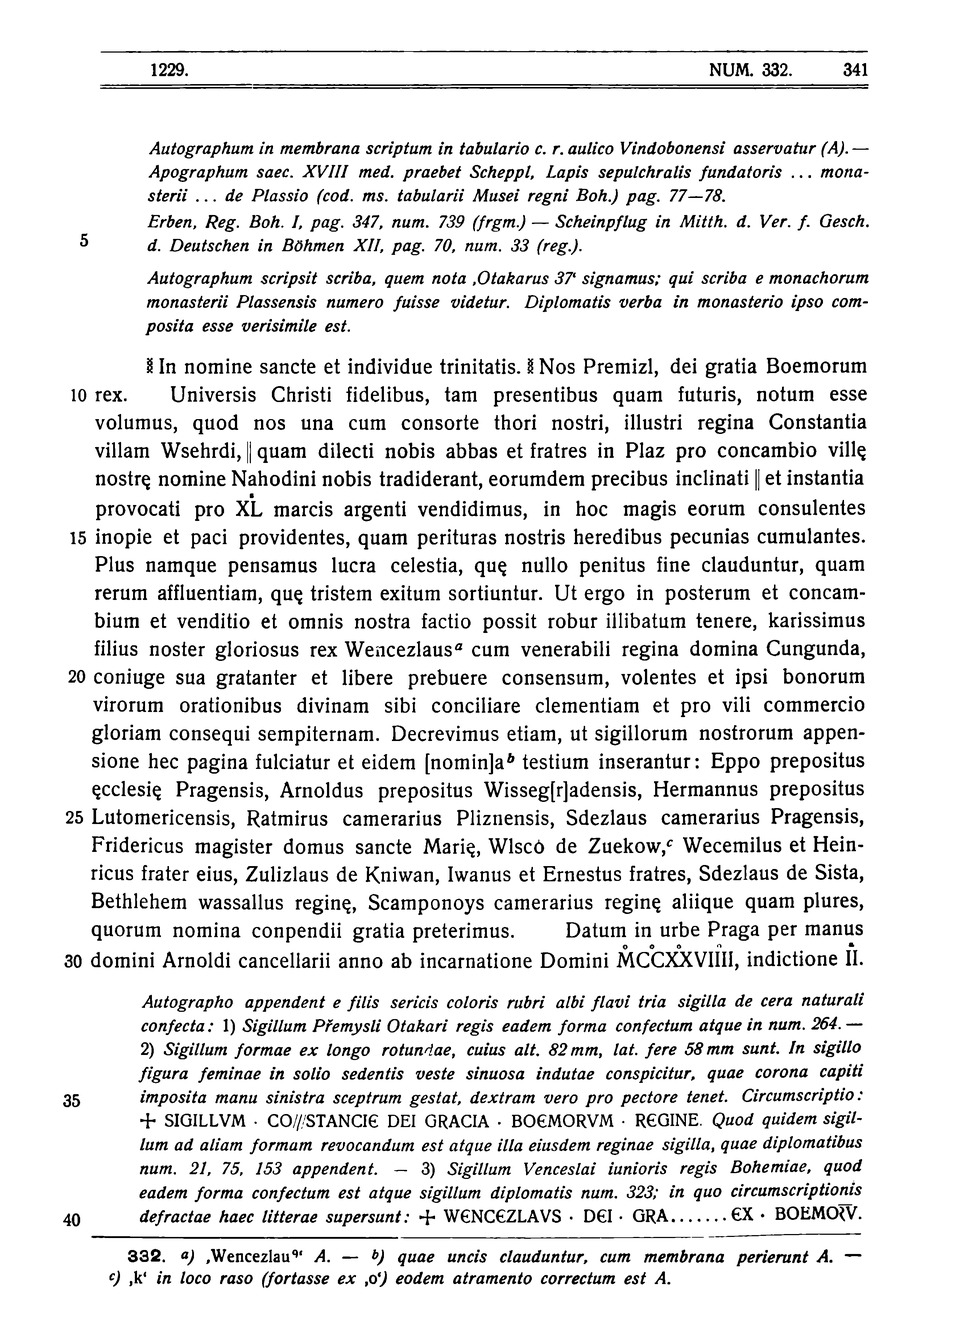 1229. NUM. 332. 341
Autographum in membrana scriptum in tabulario c. r. aulico Vindobonensi asservatur (A). —
Apographum saec. XVIII med. praebet Scheppl, Lapis sepulchralis fundatoris ... mona-
sterii ... de Plassio (cod. ms. tabularii Musei regni Boh.) pag. 77—78.
Erben, Reg. Boh. I, pag. 347, num. 739 (frgm.) — Scheinpflug in Mitth. d. Ver. f. Gesch.
5 d. Deutschen in Böhmen XII, pag. 70, num. 33 (reg.).
Autographum scripsit scriba, quem nota ‚Otakarus 37‘ signamus; qui scriba e monachorum
monasterii Plassensis numero fuisse videtur. Diplomatis verba in monasterio ipso com-
posita esse verisimile est.
⁑ In nomine sancte et individue trinitatis. ⁑ Nos Premizl, dei gratia Boemorum
10 rex. Universis Christi fidelibus, tam presentibus quam futuris, notum esse
volumus, quod nos una cum consorte thori nostri, illustri regina Constantia
villam Wsehrdi, || quam dilecti nobis abbas et fratres in Plaz pro concambio villę
nostrę nomine Nahodini nobis tradiderant, eorumdem precibus inclinati || et instantia
provocati pro XL̊ marcis argenti vendidimus, in hoc magis eorum consulentes
15 inopie et paci providentes, quam perituras nostris heredibus pecunias cumulantes.
Plus namque pensamus lucra celestia, quę nullo penitus fine clauduntur, quam
rerum affluentiam, quę tristem exitum sortiuntur. Ut ergo in posterum et concam-
bium et venditio et omnis nostra factio possit robur illibatum tenere, karissimus
filius noster gloriosus rex Wencezlausᵃ cum venerabili regina domina Cungunda,
20 coniuge sua gratanter et libere prebuere consensum, volentes et ipsi bonorum
virorum orationibus divinam sibi conciliare clementiam et pro vili commercio
gloriam consequi sempiternam. Decrevimus etiam, ut sigillorum nostrorum appen-
sione hec pagina fulciatur et eidem [nomin]aᵇ testium inserantur: Eppo prepositus
ęcclesię Pragensis, Arnoldus prepositus Wisseg[r]adensis, Hermannus prepositus
25 Lutomericensis, Ratmirus camerarius Pliznensis, Sdezlaus camerarius Pragensis,
Fridericus magister domus sancte Marię, Wlscò de Zuekow,ᶜ Wecemilus et Hein-
ricus frater eius, Zulizlaus de Kniwan, Iwanus et Ernestus fratres, Sdezlaus de Sista,
Bethlehem wassallus reginę, Scamponoys camerarius reginę aliique quam plures,
quorum nomina conpendii gratia preterimus. Datum in urbe Praga per manus
30 domini Arnoldi cancellarii anno ab incarnatione Domini M̊C̊C̊XXVIIII, indictione II̊.
Autographo appendent e filis sericis coloris rubri albi flavi tria sigilla de cera naturali
confecta: 1) Sigillum Přemysli Otakari regis eadem forma confectum atque in num. 264. —
2) Sigillum formae ex longo rotundae, cuius alt. 82 mm, lat. fere 58 mm sunt. In sigillo
figura feminae in solio sedentis veste sinuosa indutae conspicitur, quae corona capiti
35 imposita manu sinistra sceptrum gestat, dextram vero pro pectore tenet. Circumscriptio:
+ SIGILLVM · CO///STANCIЄ DEI GRACIA · BOЄMORVM · RЄGINE. Quod quidem sigil-
lum ad aliam formam revocandum est atque illa eiusdem reginae sigilla, quae diplomatibus
num. 21, 75, 153 appendent. — 3) Sigillum Venceslai iunioris regis Bohemiae, quod
eadem forma confectum est atque sigillum diplomatis num. 323; in quo circumscriptionis
40 defractae haec litterae supersunt: + WЄNCЄZLAVS · DЄI · GRA.......ЄX · BOEMOꝶV.
332. a) ‚Wencezlauꝰ‘ A. — b) quae uncis clauduntur, cum membrana perierunt A. —
c) ‚k‘ in loco raso (fortasse ex ‚o‘) eodem atramento correctum est A.